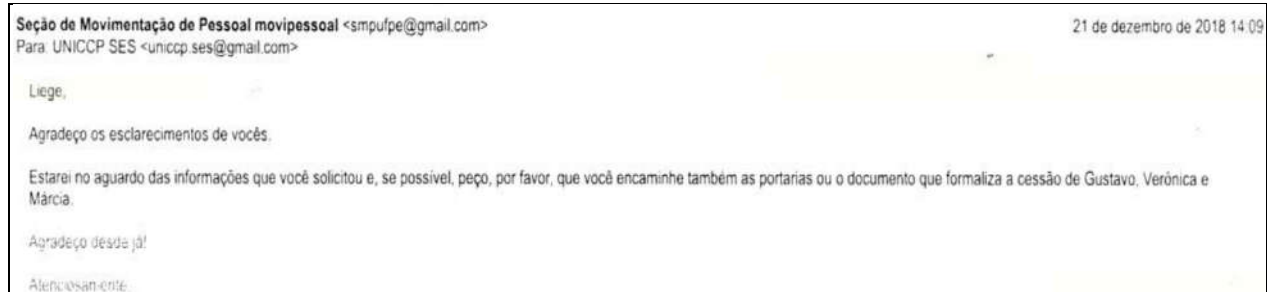 Seção de Movimentação de Pessoal movipessoal <smpufpe@gmail.com>
21 de dezembro de 2018 14:09
Para: UNICCP SES <uniccp.ses@gmail.com>
Liege,
Agradeço os esclarecimentos de vocês.
Estarei no aguardo das informações que você solicitou e, se possível, peço, por favor, que você encaminhe também as portarias ou o documento que formaliza a cessão de Gustavo, Verônica e
Márcia.
Agradeço desde já!
Atenciosamente,